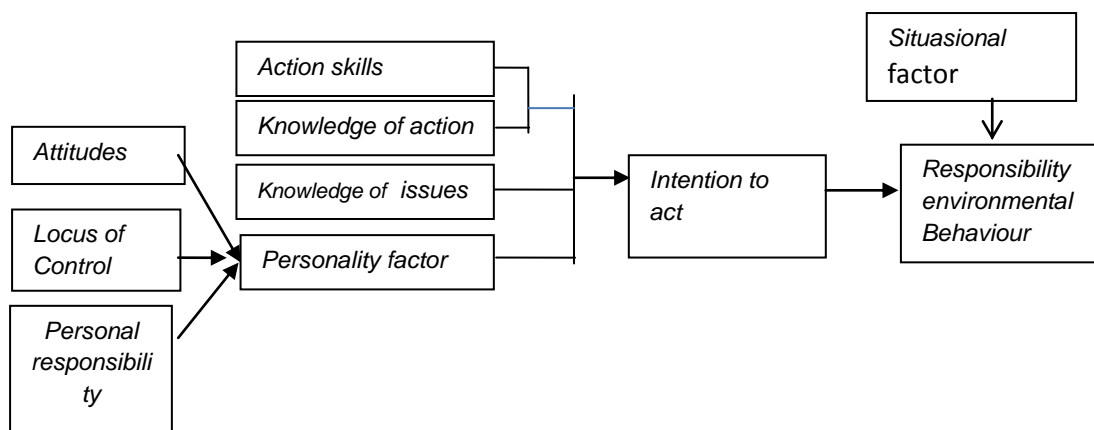 Action skills
Knowledge of action
Knowledge of issues
Personality factor
Attitudes
Locus of
Control
Personal
responsibili
ty
Intention to
act
Situasional
factor
Responsibility
environmental
Behaviour